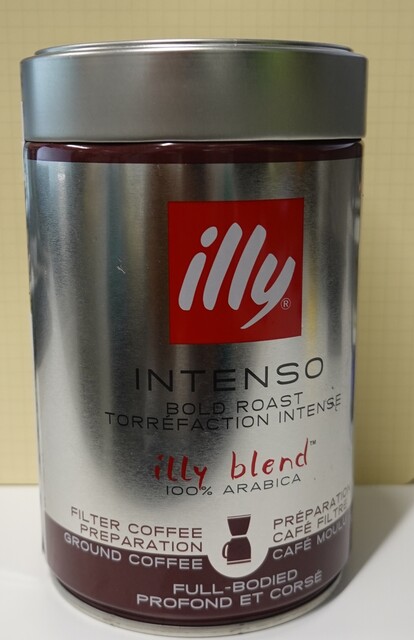 illy®
INTENSO
BOLD ROAST
TORRÉFACTION INTENSE
illy blend™
100% ARABICA
FILTER COFFEE
PREPARATION
GROUND COFFEE
PRÉPARATION
CAFÉ FILTRE
CAFÉ MOULU
FULL-BODIED
PROFOND ET CORSÉ